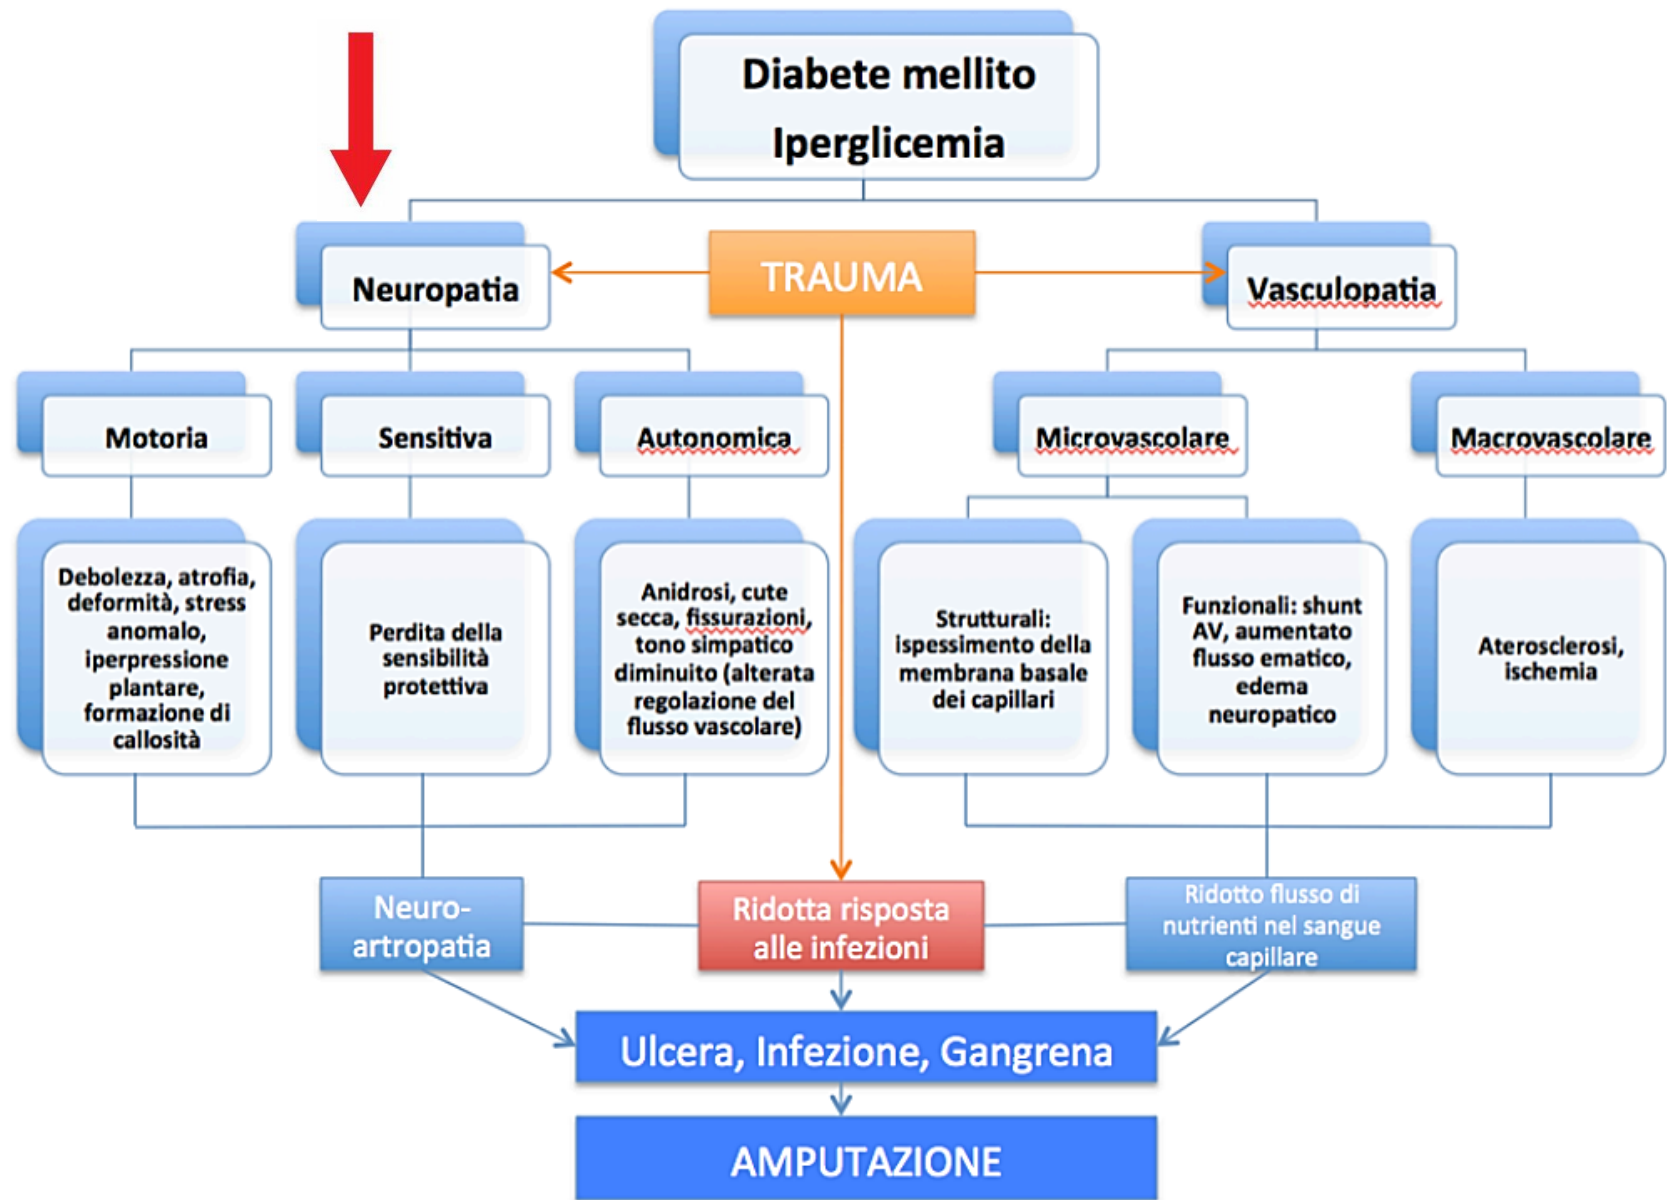 Diabete mellito
Iperglicemia
Neuropatia
TRAUMA
Vasculopatia
Motoria
Sensitiva
Autonomica
Microvascolare
Macrovascolare
Debolezza, atrofia,
deformità, stress
anomalo,
iperpressione
plantare,
formazione di
callosità
Perdita della
sensibilità
protettiva
Anidrosi, cute
secca, fissurazioni,
tono simpatico
diminuito (alterata
regolazione del
flusso vascolare)
Strutturali:
ispessimento della
membrana basale
dei capillari
Funzionali: shunt
AV, aumentato
flusso ematico,
edema
neuropatico
Aterosclerosi,
ischemia
Neuro-
artropatia
Ridotta risposta
alle infezioni
Ridotto flusso di
nutrienti nel sangue
capillare
Ulcera, Infezione, Gangrena
AMPUTAZIONE